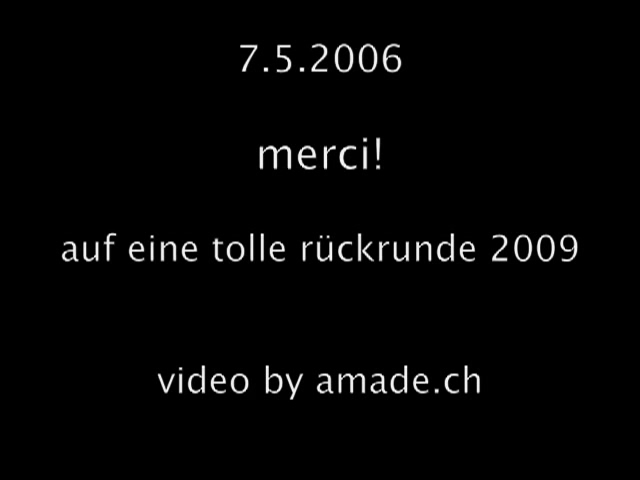 7.5.2006
merci!
auf eine tolle rückrunde 2009
video by amade.ch